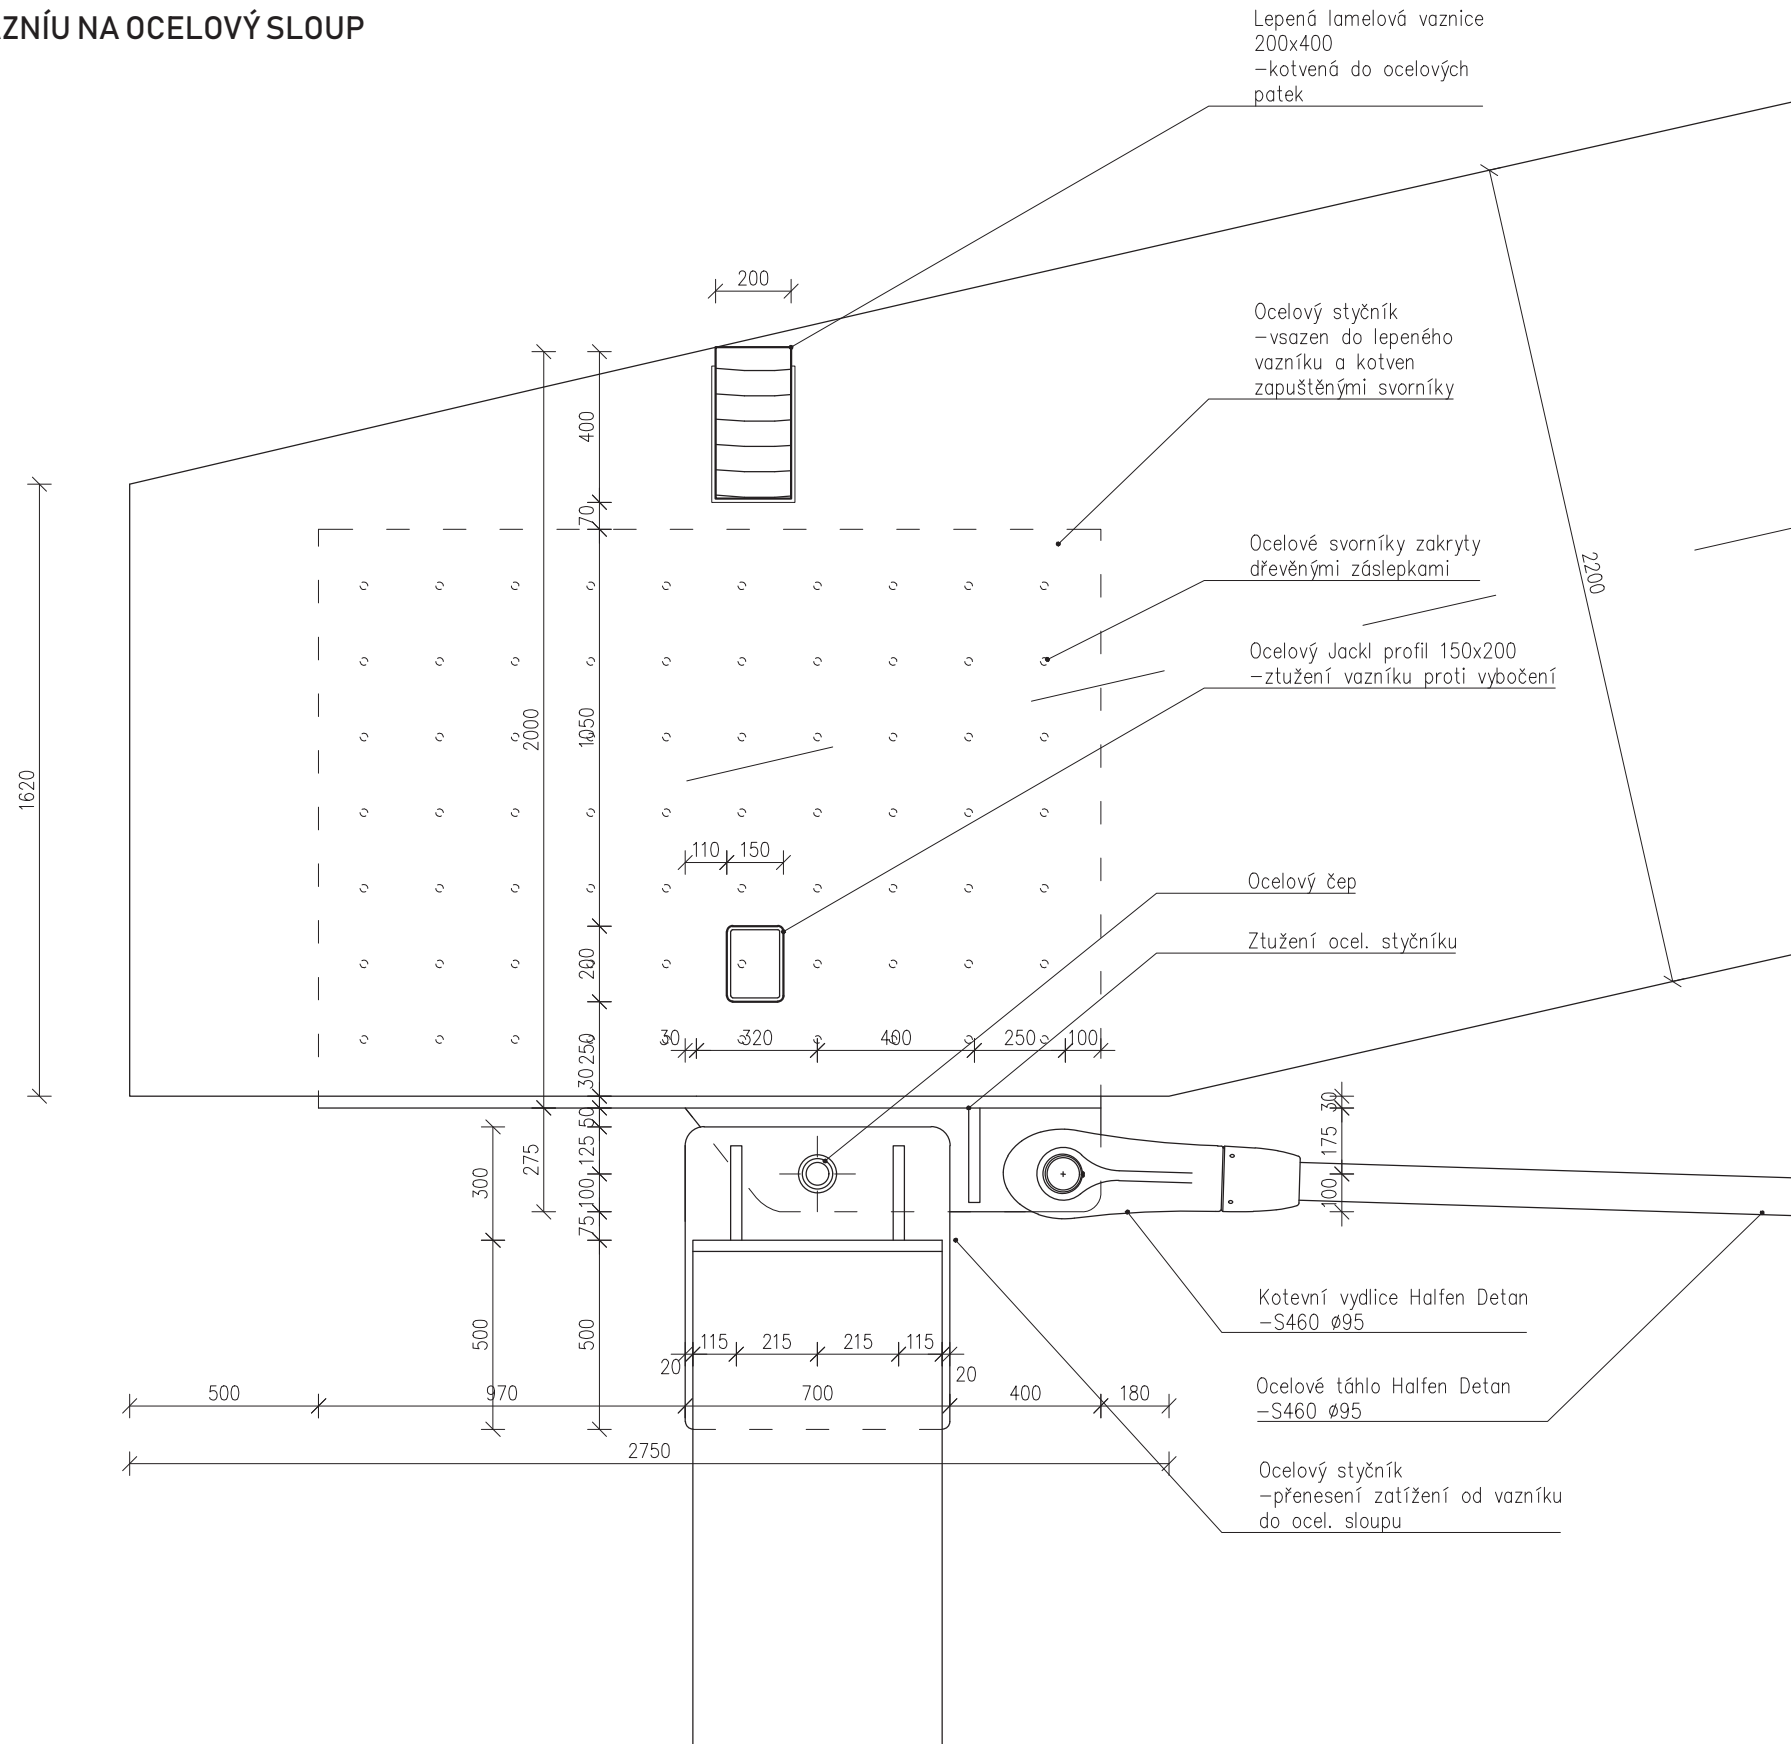 ZNÍU NA OCELOVÝ SLOUP
Lepená lamelová vaznice
200x400
-kotvená do ocelových
patek
200
Ocelový styčník
-vsazen do lepeného
vazníku a kotven
zapuštěnými svorníky
400
70
Ocelové svorníky zakryty
dřevěnými záslepkami
2200
Ocelový Jackl profil 150x200
-ztužení vazníku proti vybočení
2000
1050
1620
110
150
Ocelový čep
Ztužení ocel. styčníku
200
30
320
400
250
100
250
30
50
125
100
75
275
300
30
175
100
Kotevní vydlice Halfen Detan
-S460 ø95
500
500
115
215
215
115
20
20
Ocelové táhlo Halfen Detan
-S460 ø95
500
970
700
400
180
2750
Ocelový styčník
-přenesení zatížení od vazníku
do ocel. sloupu